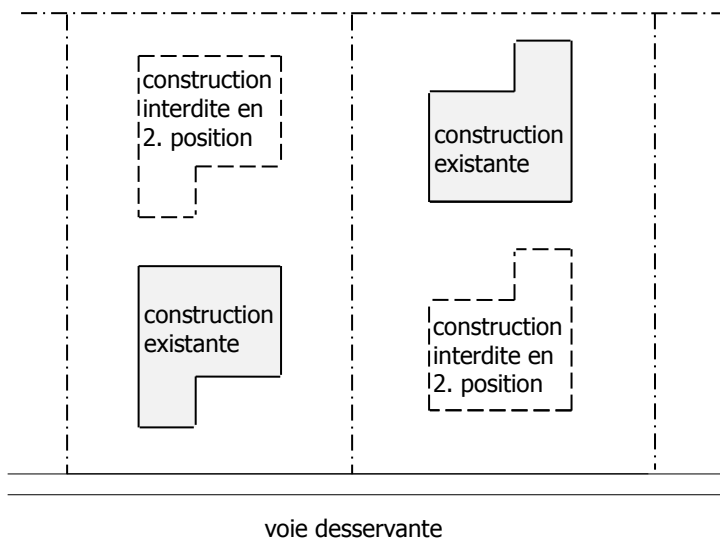 construction
interdite en
2. position
construction
existante
construction
existante
construction
interdite en
2. position
voie desservante